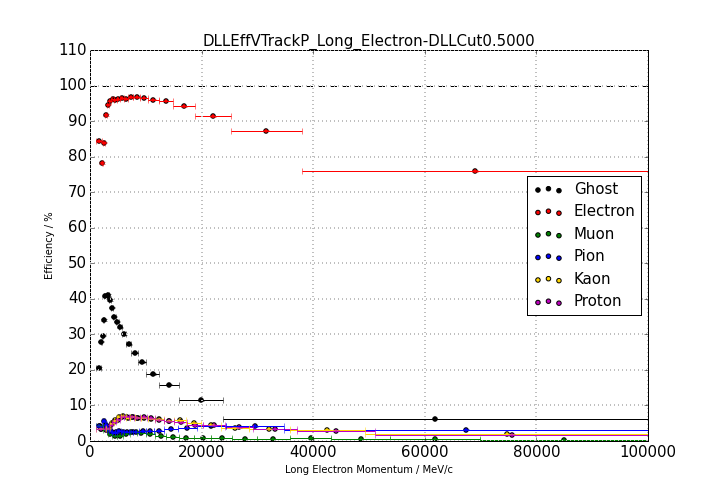 DLLEffVTrackP_Long_Electron-DLLCut0.5000
110
100
90
80
70
60
50
40
30
20
10
0
Efficiency / %
Ghost
Electron
Muon
Pion
Kaon
Proton
0 20000 40000 60000 80000 100000
Long Electron Momentum / MeV/c